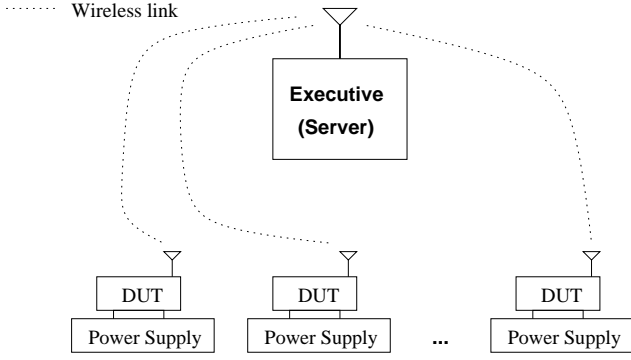 Wireless link
Executive
(Server)
DUT DUT DUT
Power Supply Power Supply ... Power Supply